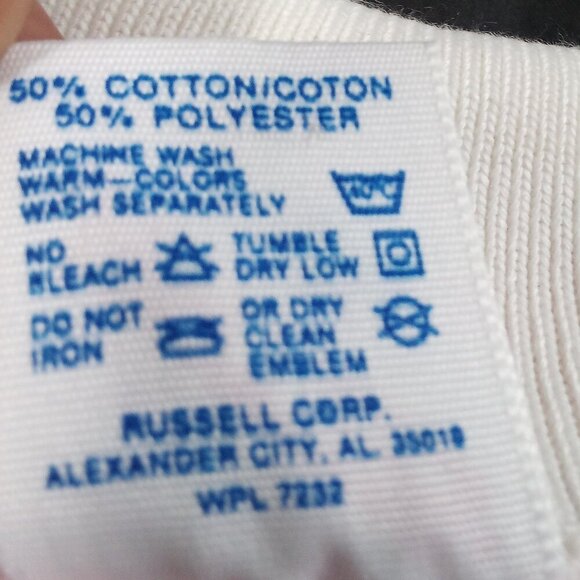 50% COTTON/COTON
50% POLYESTER
MACHINE WASH
WARM-COLORS
WASH SEPARATELY
NO
BLEACH
TUMBLE
DRY LOW
DO NOT
IRON
OR DRY
CLEAN
EMBLEM
RUSSELL CORP.
ALEXANDER CITY, AL 35010
WPL 7232